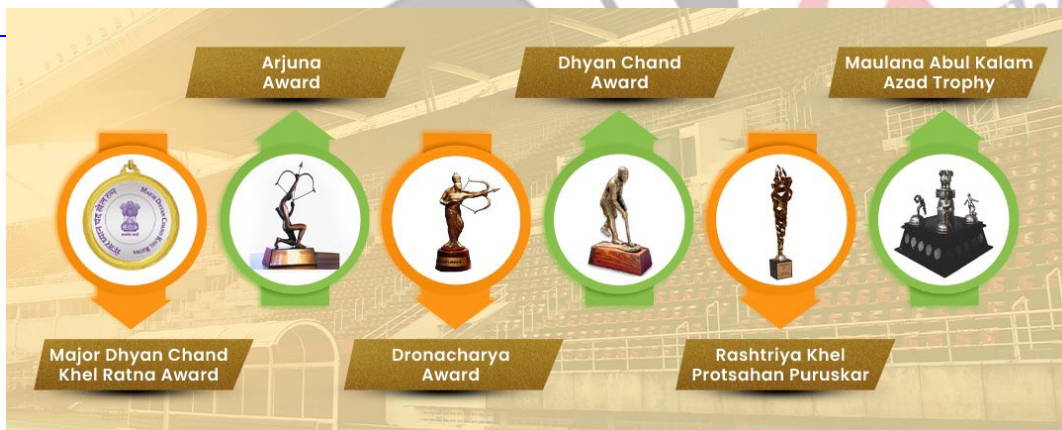 Arjuna
Award
Dhyan Chand
Award
Maulana Abul Kalam
Azad Trophy
Major Dhyan Chand
Khel Ratna Award
Dronacharya
Award
Rashtriya Khel
Protsahan Puruskar